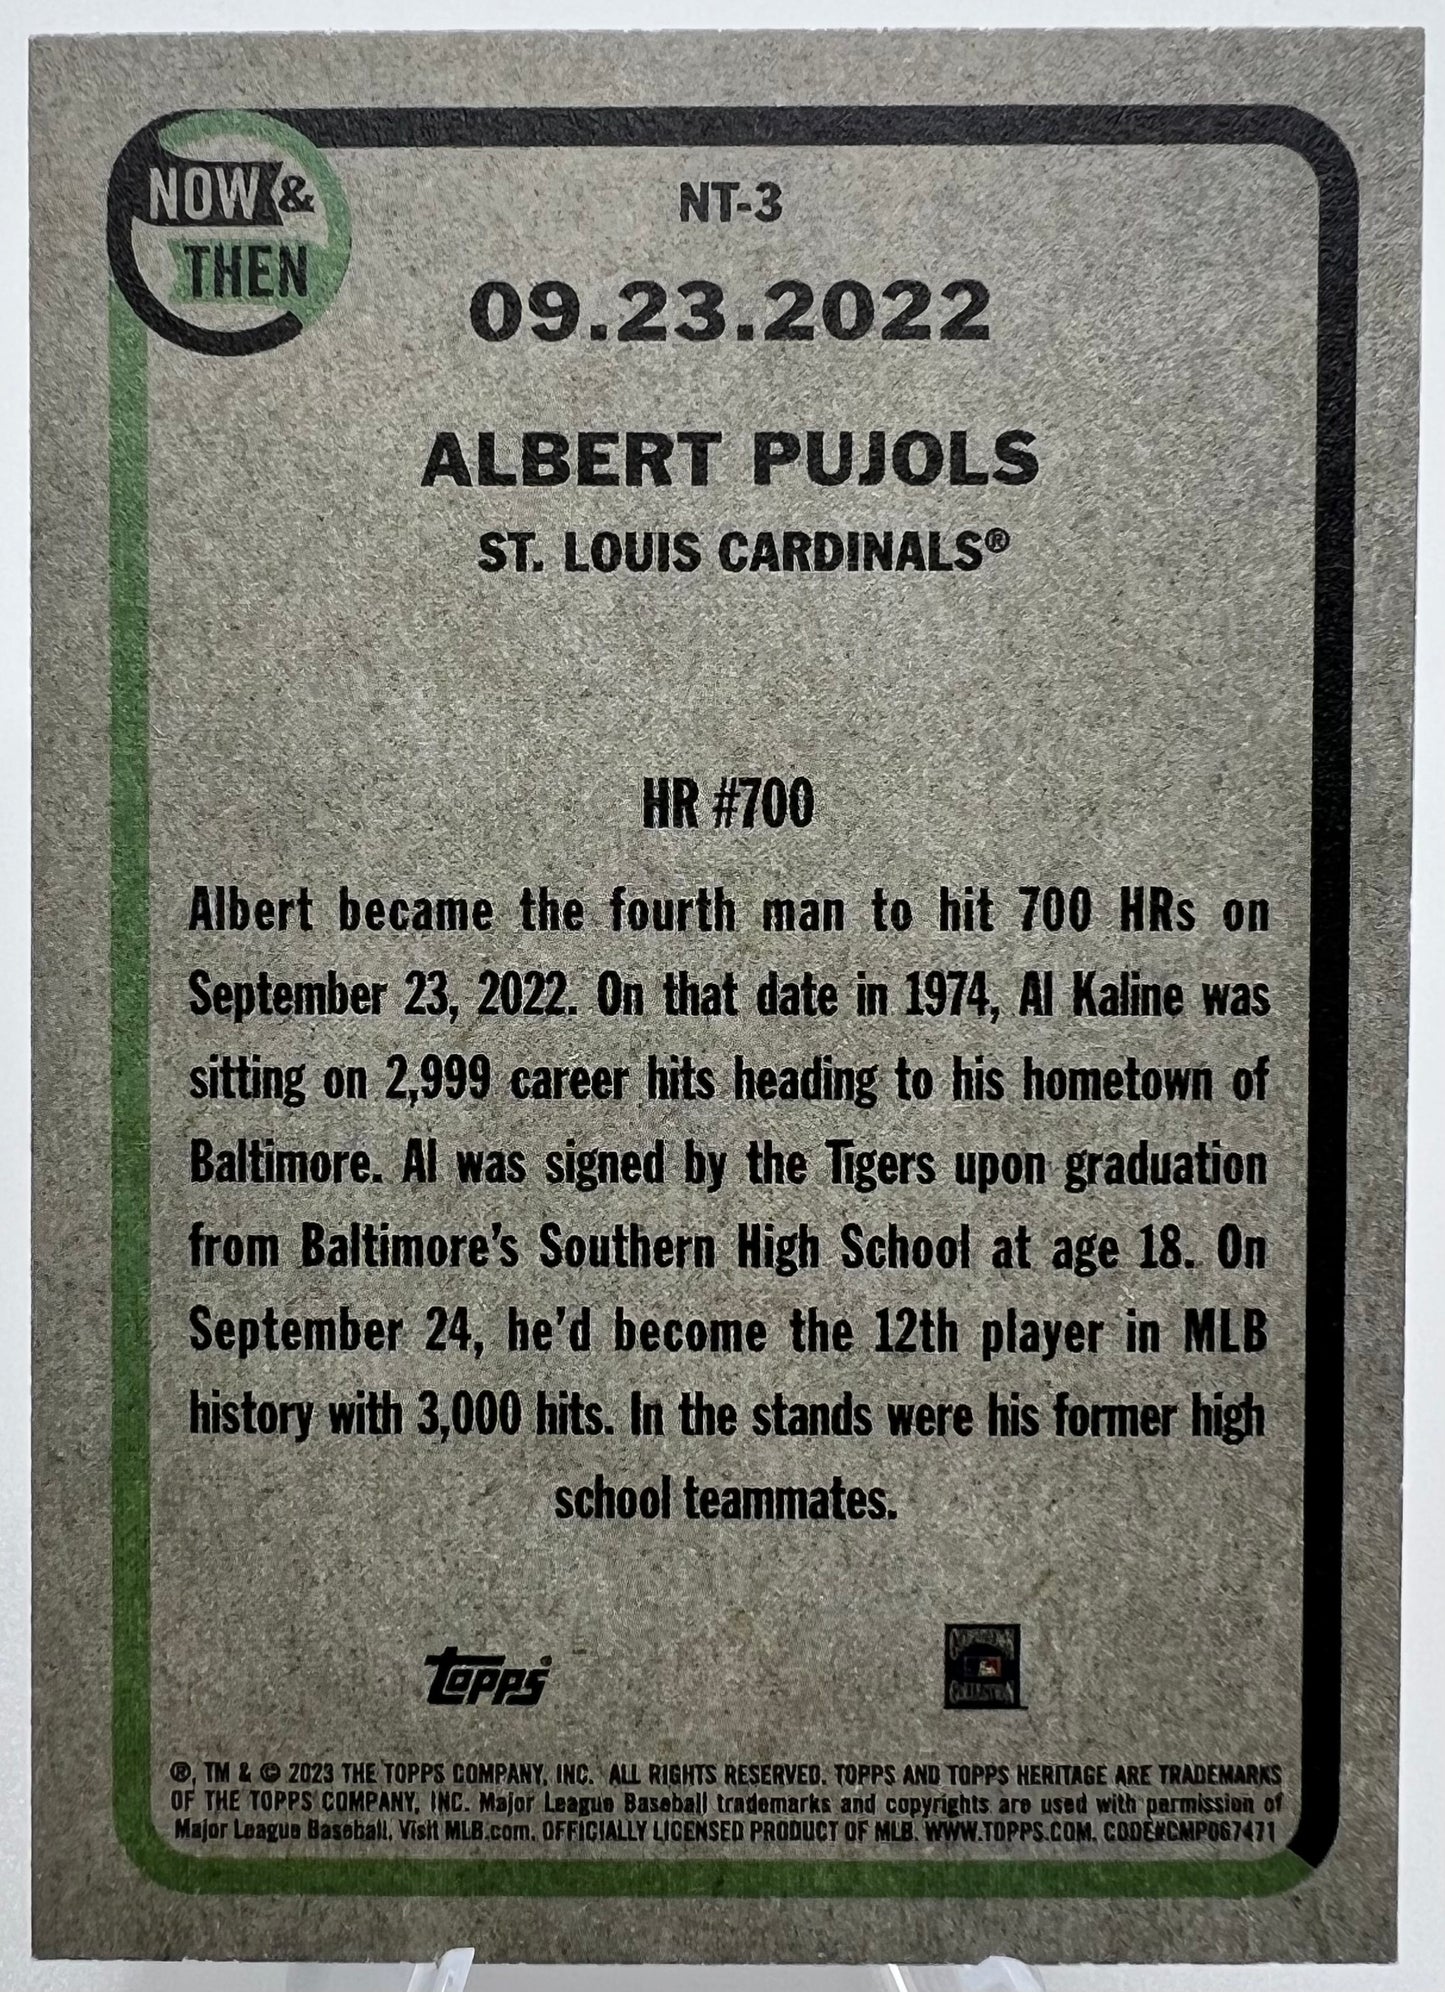 NOW &
THEN
NT-3
09.23.2022
ALBERT PUJOLS
ST. LOUIS CARDINALS®
HR #700
Albert became the fourth man to hit 700 HRs on
September 23, 2022. On that date in 1974, Al Kaline was
sitting on 2,999 career hits heading to his hometown of
Baltimore. Al was signed by the Tigers upon graduation
from Baltimore's Southern High School at age 18. On
September 24, he'd become the 12th player in MLB
history with 3,000 hits. In the stands were his former high
school teammates.
topps
COLLECTION
®, TM & © 2023 THE TOPPS COMPANY, INC. ALL RIGHTS RESERVED. TOPPS AND TOPPS HERITAGE ARE TRADEMARKS
OF THE TOPPS COMPANY, INC. Major League Baseball trademarks and copyrights are used with permission of
Major League Baseball. Visit MLB.com. OFFICIALLY LICENSED PRODUCT OF MLB. WWW.TOPPS.COM. CODE#CMP067471